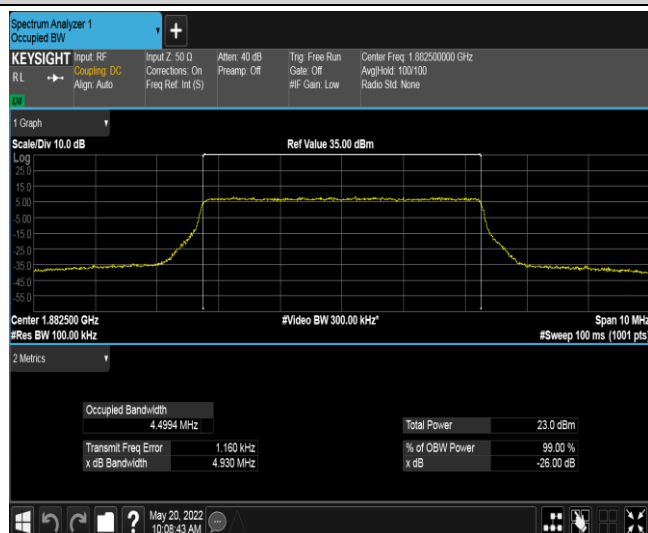 Spectrum Analyzer 1
Occupied BW
+
KEYSIGHT Input: RF Input Z: 50 Ω Atten: 40 dB Trig: Free Run Center Freq: 1.882500000 GHz
RL Coupling: DC Corrections: On Preamp: Off Gate: Off Avg|Hold: 100/100
Align: Auto Freq Ref: Int (S) #IF Gain: Low Radio Std: None
LXI
1 Graph
Scale/Div 10.0 dB Ref Value 35.00 dBm
Log
25.0
15.0
5.00
-5.00
-15.0
-25.0
-35.0
-45.0
-55.0
Center 1.882500 GHz #Video BW 300.00 kHz* Span 10 MHz
#Res BW 100.00 kHz #Sweep 100 ms (1001 pts)
2 Metrics
Occupied Bandwidth
4.4994 MHz Total Power 23.0 dBm
Transmit Freq Error 1.160 kHz % of OBW Power 99.00 %
x dB Bandwidth 4.930 MHz x dB -26.00 dB
? May 20, 2022
10:08:43 AM